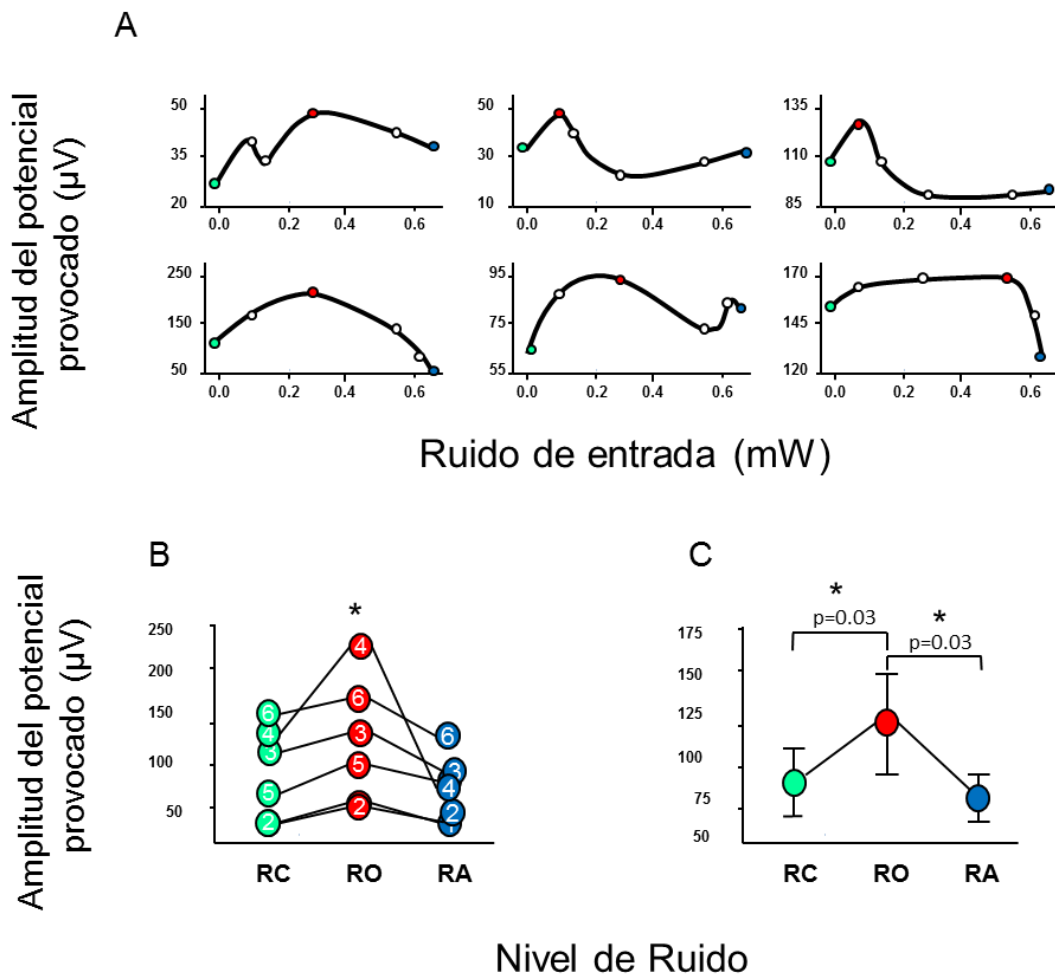 A
Amplitud del potencial
provocado (µV)
50
35
20
0.0 0.2 0.4 0.6
50
30
10
0.0 0.2 0.4 0.6
135
110
85
0.0 0.2 0.4 0.6
250
150
50
0.0 0.2 0.4 0.6
95
75
55
0.0 0.2 0.4 0.6
170
145
120
0.0 0.2 0.4 0.6
Ruido de entrada (mW)
Amplitud del potencial
provocado (µV)
B
*
250
200
150
100
50
6
4
3
5
2
4
6
3
5
2
6
3
4
2
RC RO RA
C
*
p=0.03
*
p=0.03
175
150
125
100
75
50
RC RO RA
Nivel de Ruido